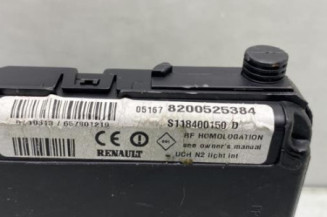 05167 8200525384
S118400150 D
RF HOMOLOGATION
see owner's manual
RENAULT UCH N2 light int